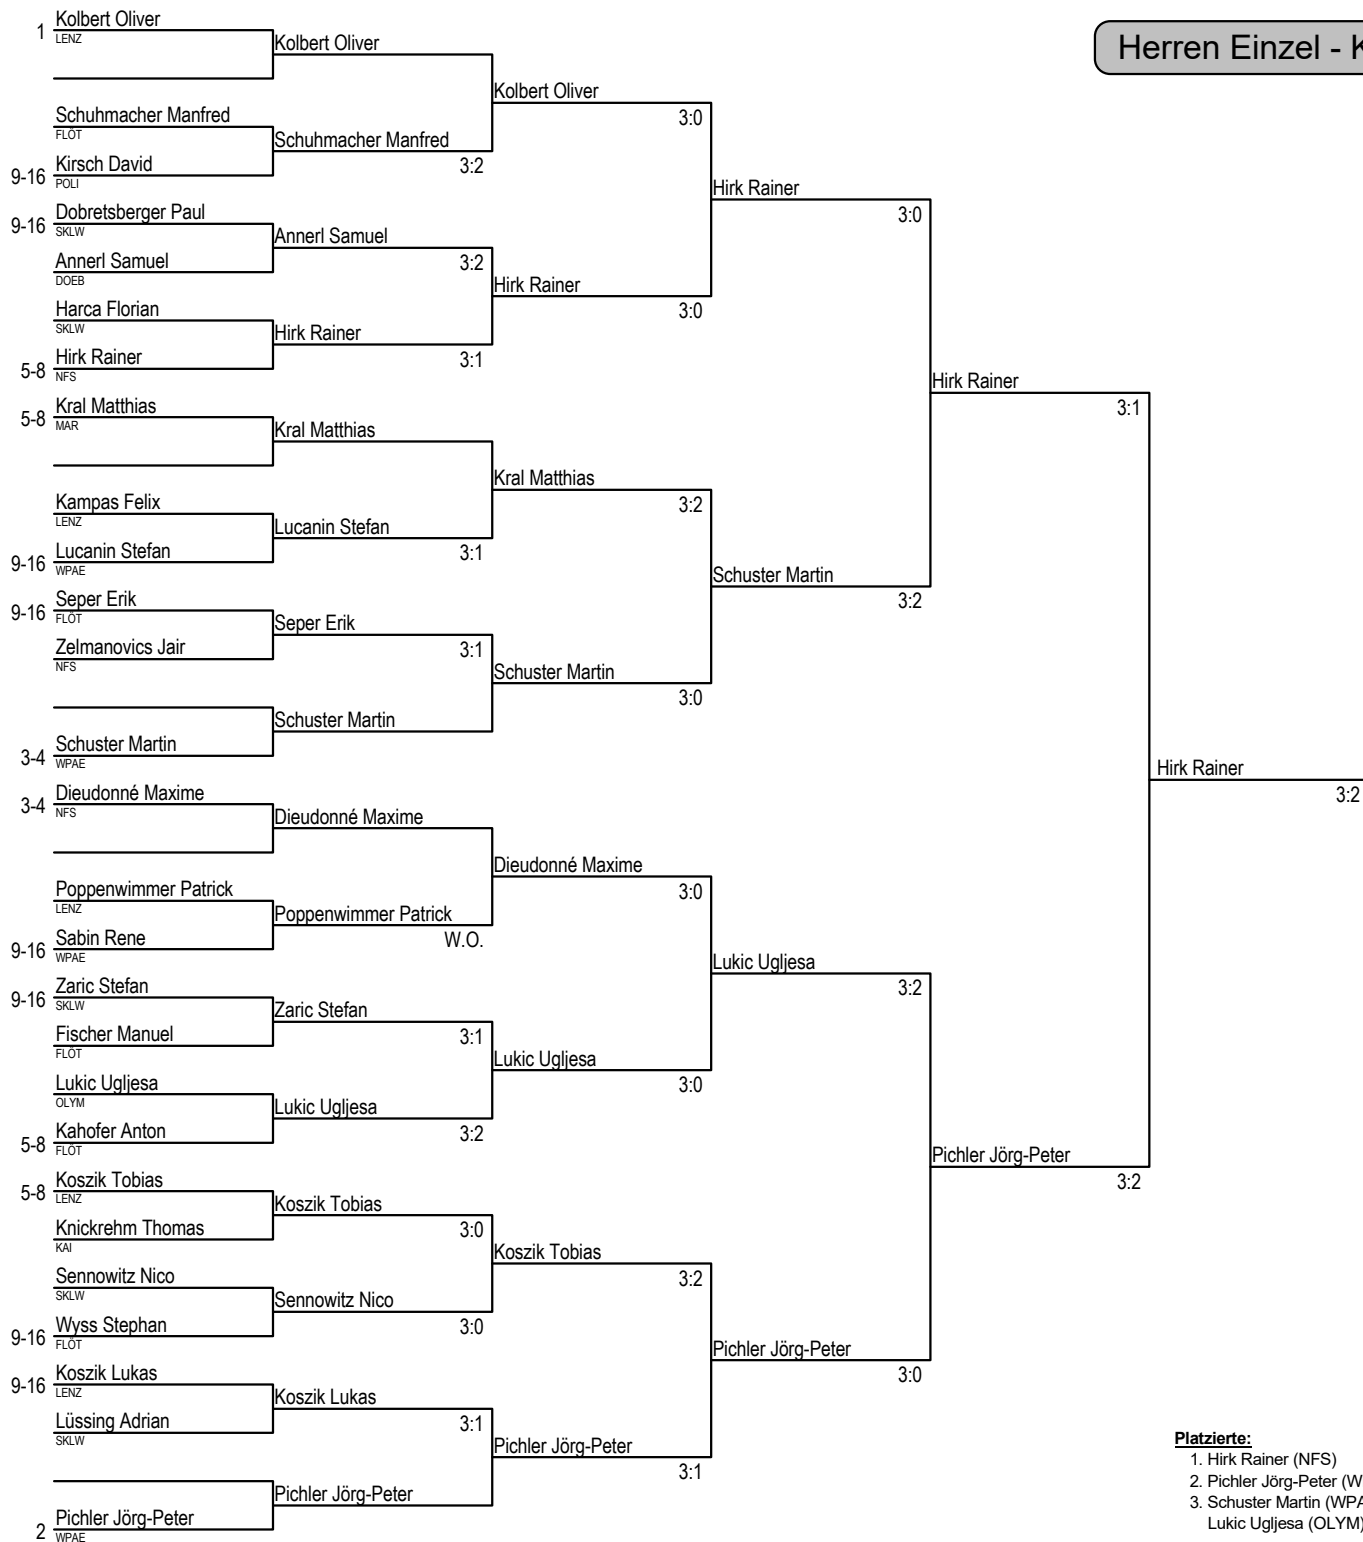 Herren Einzel - K
1
Kolbert Oliver
LENZ
Schuhmacher Manfred
FLÖT
9-16
Kirsch David
POLI
9-16
Dobretsberger Paul
SKLW
Annerl Samuel
DOEB
Harca Florian
SKLW
5-8
Hirk Rainer
NFS
5-8
Kral Matthias
MAR
Kampas Felix
LENZ
9-16
Lucanin Stefan
WPAE
9-16
Seper Erik
FLÖT
Zelmanovics Jair
NFS
3-4
Schuster Martin
WPAE
3-4
Dieudonné Maxime
NFS
Poppenwimmer Patrick
LENZ
9-16
Sabin Rene
WPAE
9-16
Zaric Stefan
SKLW
Fischer Manuel
FLÖT
Lukic Ugljesa
OLYM
5-8
Kahofer Anton
FLÖT
5-8
Koszik Tobias
LENZ
Knickrehm Thomas
KAI
Sennowitz Nico
SKLW
9-16
Wyss Stephan
FLÖT
9-16
Koszik Lukas
LENZ
Lüssing Adrian
SKLW
2
Pichler Jörg-Peter
WPAE
Kolbert Oliver
Schuhmacher Manfred
3:2
Annerl Samuel
3:2
Hirk Rainer
3:1
Kral Matthias
Lucanin Stefan
3:1
Seper Erik
3:1
Schuster Martin
Dieudonné Maxime
Poppenwimmer Patrick
W.O.
Zaric Stefan
3:1
Lukic Ugljesa
3:2
Koszik Tobias
3:0
Sennowitz Nico
3:0
Koszik Lukas
3:1
Pichler Jörg-Peter
Kolbert Oliver
3:0
Hirk Rainer
3:0
Kral Matthias
3:2
Schuster Martin
3:0
Dieudonné Maxime
3:0
Lukic Ugljesa
3:0
Koszik Tobias
3:2
Pichler Jörg-Peter
3:1
Hirk Rainer
3:0
Schuster Martin
3:2
Lukic Ugljesa
3:2
Pichler Jörg-Peter
3:0
Hirk Rainer
3:1
Pichler Jörg-Peter
3:2
Hirk Rainer
3:2
Platzierte:
1. Hirk Rainer (NFS)
2. Pichler Jörg-Peter (W
3. Schuster Martin (WPA
Lukic Ugljesa (OLYM)